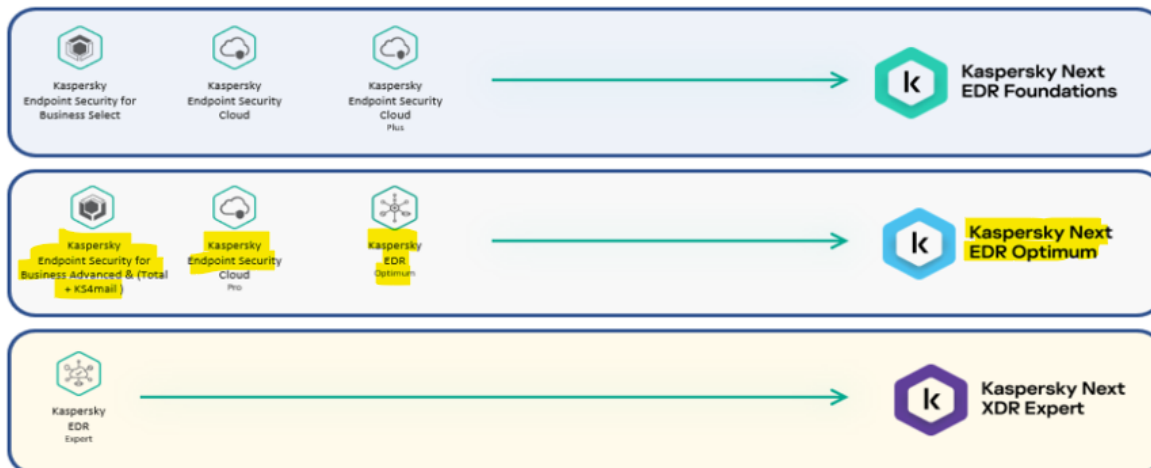 Kaspersky
Endpoint Security for
Business Select
Kaspersky
Endpoint Security
Cloud
Kaspersky
Endpoint Security
Cloud
Plus
Kaspersky Next
EDR Foundations
Kaspersky
Endpoint Security for
Business Advanced & (Total
+ KS4mail )
Kaspersky
Endpoint Security
Cloud
Pro
Kaspersky
EDR
Optimum
Kaspersky Next
EDR Optimum
Kaspersky
EDR
Expert
Kaspersky Next
XDR Expert